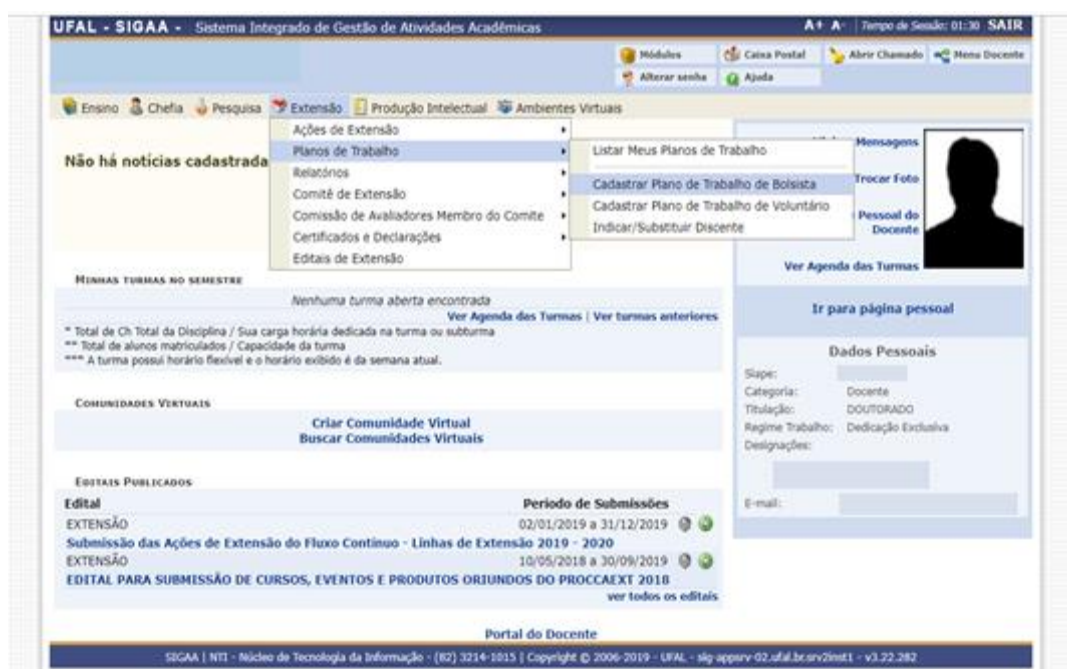 UFAL - SIGAA - Sistema Integrado de Gestão de Atividades Acadêmicas
A+ A- Tempo de Sessão: 01:30 SAIR
Módulos Caixa Postal Abrir Chamado Menu Docente
Alterar senha Ajuda
Ensino Chefia Pesquisa Extensão Produção Intelectual Ambientes Virtuais
Não há notícias cadastrada
Ações de Extensão
Planos de Trabalho
Relatórios
Comitê de Extensão
Comissão de Avaliadores Membro do Comite
Certificados e Declarações
Editais de Extensão
Listar Meus Planos de Trabalho
Cadastrar Plano de Trabalho de Bolsista
Cadastrar Plano de Trabalho de Voluntário
Indicar/Substituir Discente
Mensagens
Trocar Foto
Pessoal do
Docente
Ver Agenda das Turmas
Ir para página pessoal
MINHAS TURMAS NO SEMESTRE
Nenhuma turma aberta encontrada
Ver Agenda das Turmas | Ver turmas anteriores
* Total de Ch Total da Disciplina / Sua carga horária dedicada na turma ou subturma
** Total de alunos matriculados / Capacidade da turma
*** A turma possui horário flexível e o horário exibido é da semana atual.
COMUNIDADES VIRTUAIS
Criar Comunidade Virtual
Buscar Comunidades Virtuais
EDITAIS PUBLICADOS
Edital Período de Submissões
EXTENSÃO 02/01/2019 a 31/12/2019
Submissão das Ações de Extensão do Fluxo Contínuo - Linhas de Extensão 2019 - 2020
EXTENSÃO 10/05/2018 a 30/09/2019
EDITAL PARA SUBMISSÃO DE CURSOS, EVENTOS E PRODUTOS ORIUNDOS DO PROCCAEXT 2018
ver todos os editais
Dados Pessoais
Siape:
Categoria: Docente
Titulação: DOUTORADO
Regime Trabalho: Dedicação Exclusiva
Designações:
E-mail:
Portal do Docente
SIGAA | NTI - Núcleo de Tecnologia da Informação - (82) 3214-1015 | Copyright © 2006-2019 - UFAL - sig-appsrv-02.ufal.br.srv2inst1 - v3.22.282